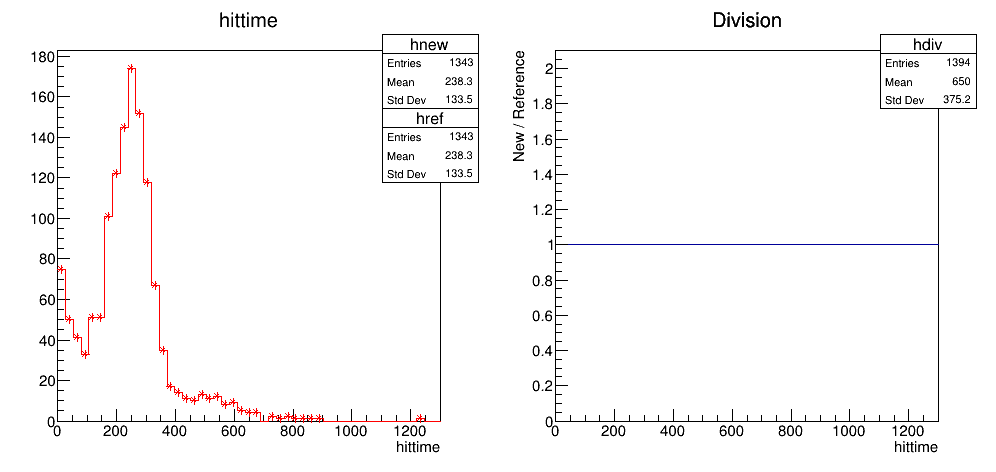 hittime
hnew
Entries 1343
Mean 238.3
Std Dev 133.5
href
Entries 1343
Mean 238.3
Std Dev 133.5
180
160
140
120
100
80
60
40
20
0
0 200 400 600 800 1000 1200
hittime
Division
hdiv
Entries 1394
Mean 650
Std Dev 375.2
New / Reference
2
1.8
1.6
1.4
1.2
1
0.8
0.6
0.4
0.2
0
0 200 400 600 800 1000 1200
hittime